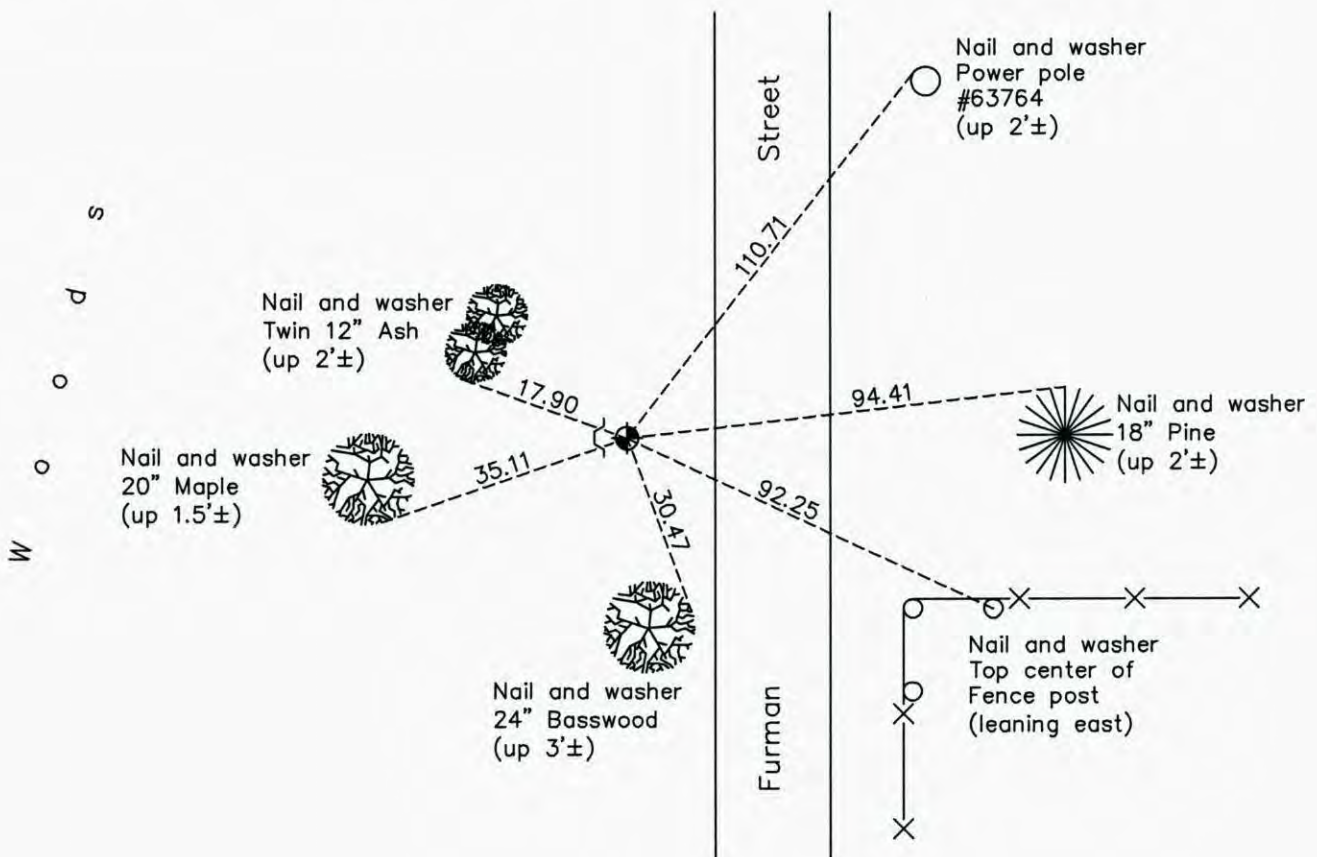 Nail and washer
Power pole
#63764
(up 2'±)
Street
110.71
Woods
Nail and washer
Twin 12" Ash
(up 2'±)
17.90
94.41
Nail and washer
18" Pine
(up 2'±)
Nail and washer
20" Maple
(up 1.5'±)
35.11
30.47
92.25
Nail and washer
Top center of
Fence post
(leaning east)
Nail and washer
24" Basswood
(up 3'±)
Furman